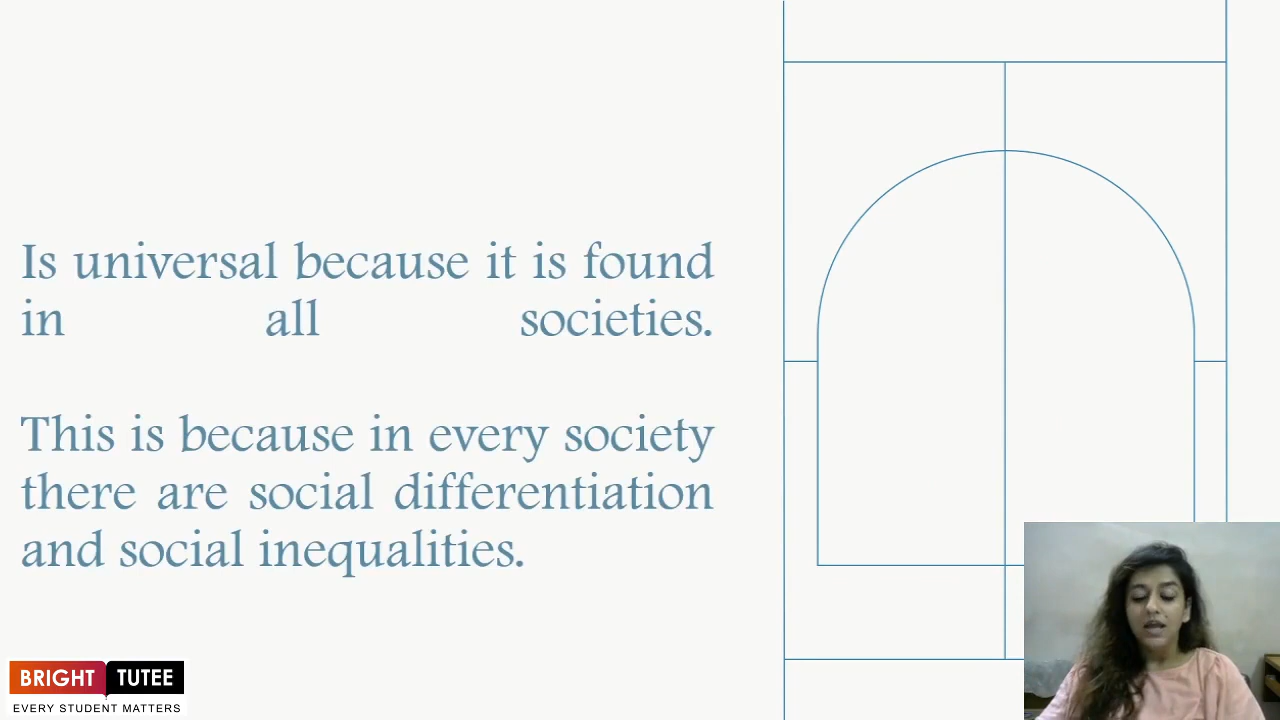 Is universal because it is found
in all societies.
This is because in every society
there are social differentiation
and social inequalities.
BRIGHT TUTEE
EVERY STUDENT MATTERS